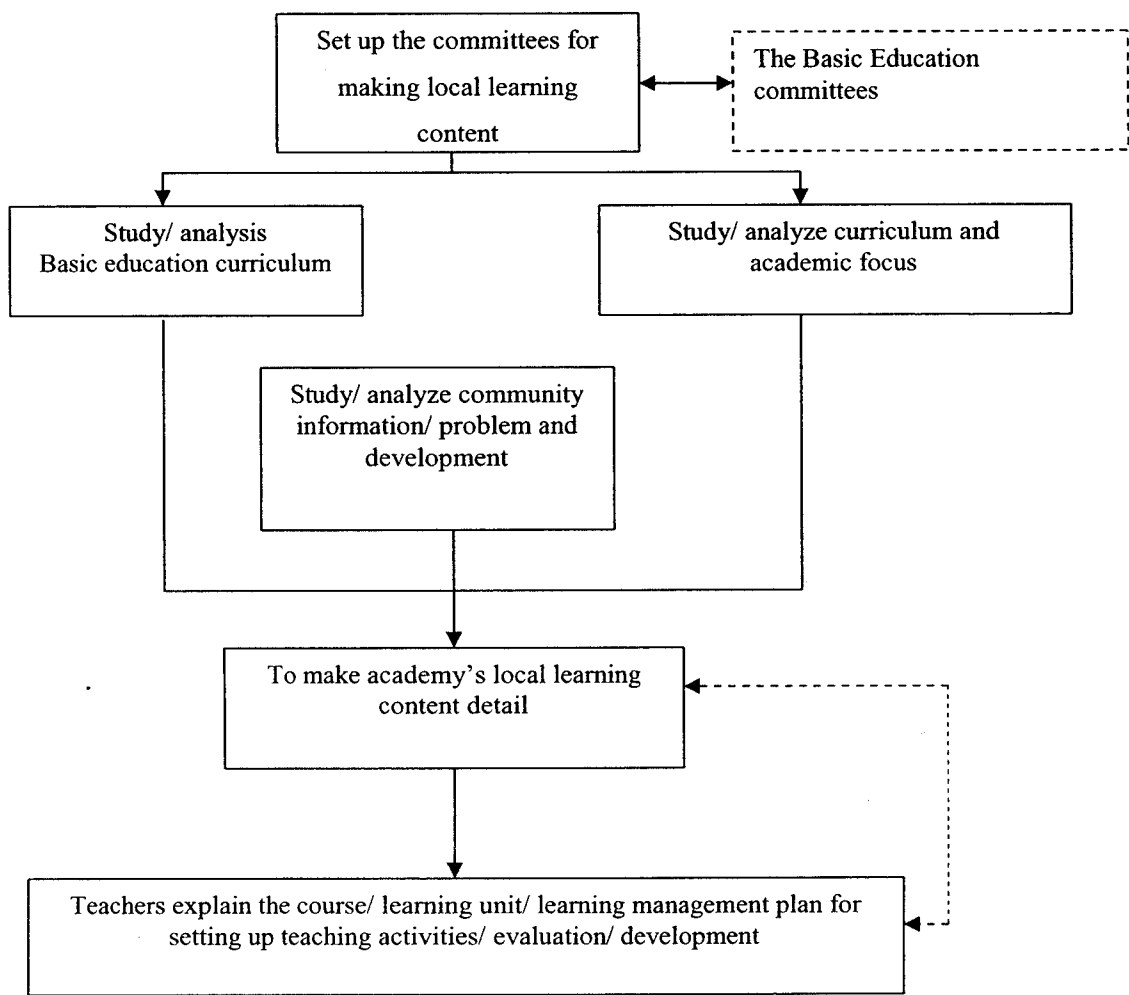 Set up the committees for
making local learning
content
The Basic Education
committees
Study/ analysis
Basic education curriculum
Study/ analyze curriculum and
academic focus
Study/ analyze community
information/ problem and
development
To make academy's local learning
content detail
Teachers explain the course/ learning unit/ learning management plan for
setting up teaching activities/ evaluation/ development